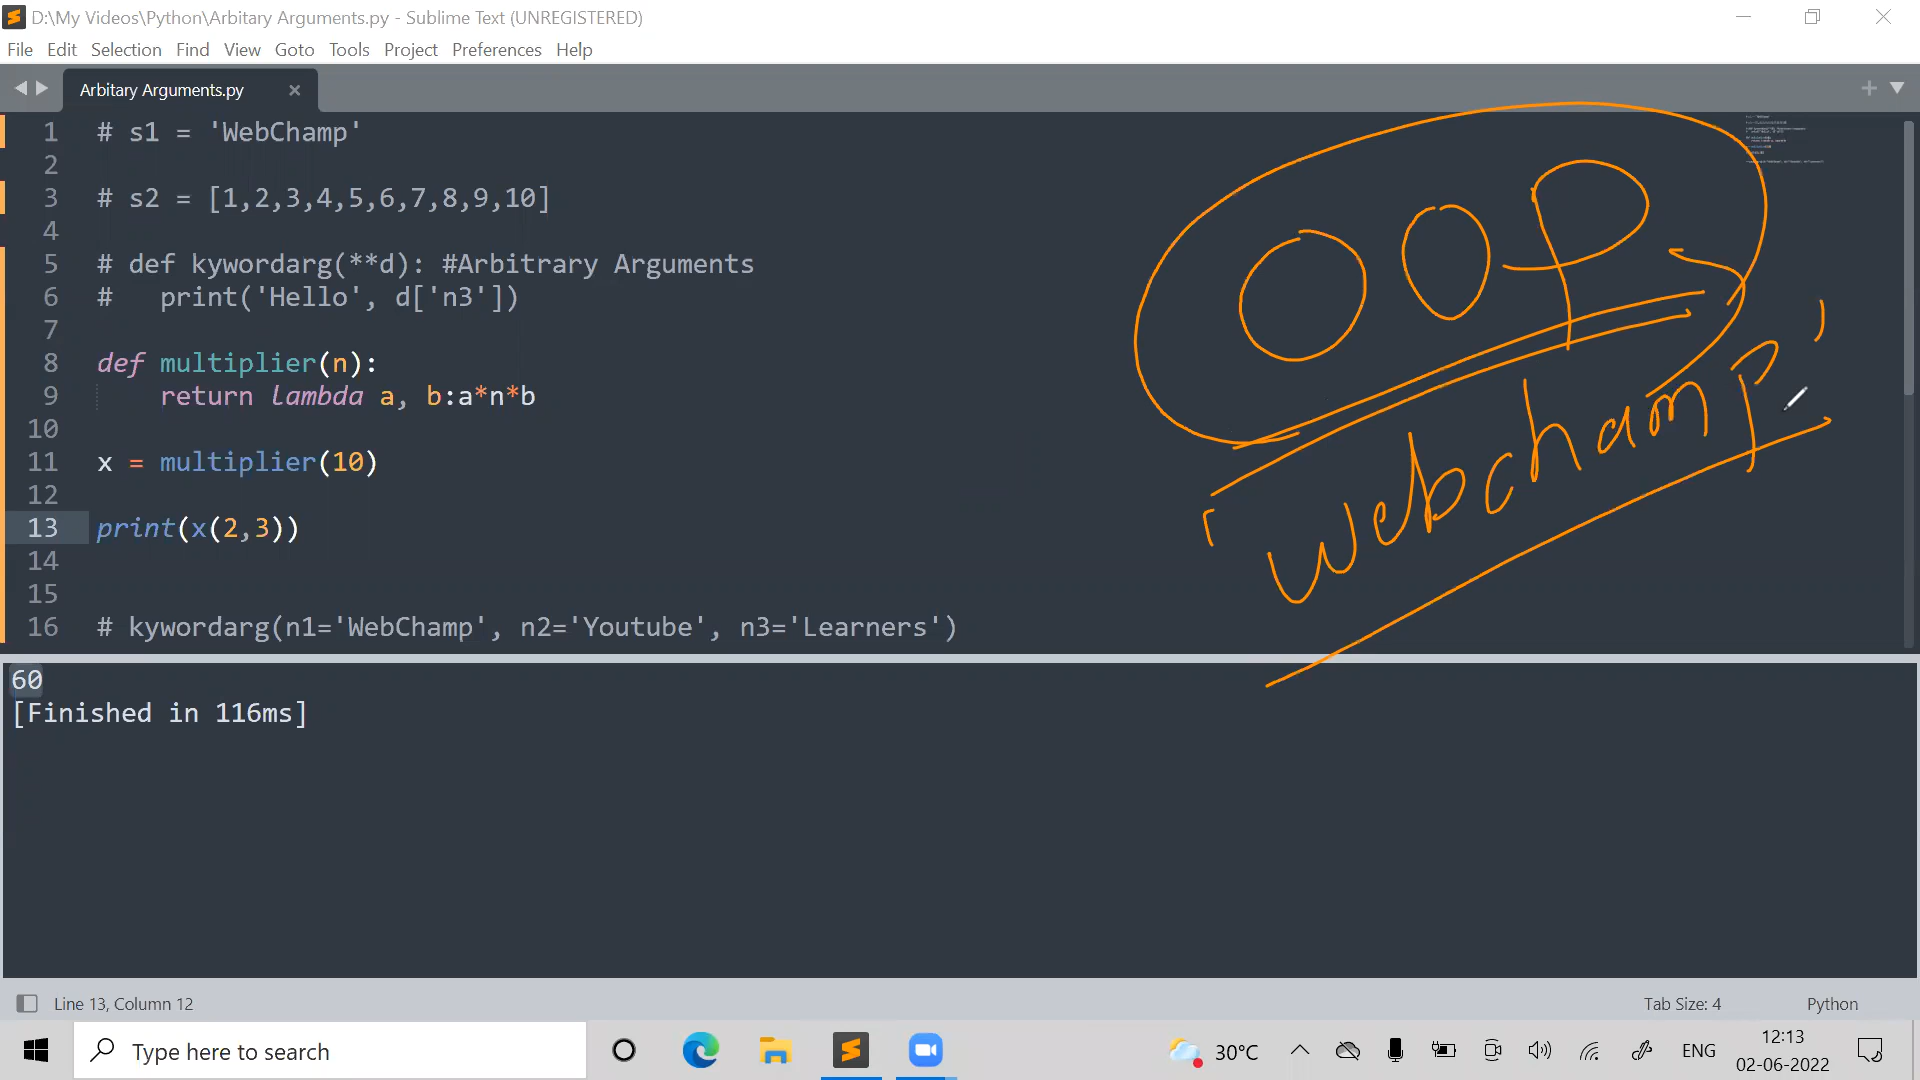 D:\My Videos\Python\Arbitary Arguments.py - Sublime Text (UNREGISTERED)
File Edit Selection Find View Goto Tools Project Preferences Help
Arbitary Arguments.py
1 # s1 = 'WebChamp'
2
3 # s2 = [1,2,3,4,5,6,7,8,9,10]
4
5 # def kywordarg(**d): #Arbitrary Arguments
6 #   print('Hello', d['n3'])
7
8 def multiplier(n):
9     return lambda a, b:a*n*b
10
11 x = multiplier(10)
12
13 print(x(2,3))
14
15
16 # kywordarg(n1='WebChamp', n2='Youtube', n3='Learners')
OOP
'Webchamp'
60
[Finished in 116ms]
Line 13, Column 12 Tab Size: 4 Python
Type here to search 30°C ENG 12:13
02-06-2022